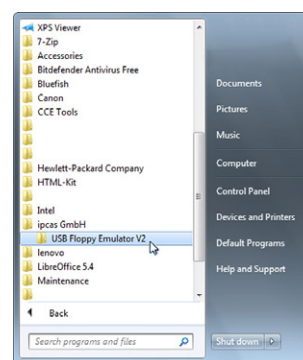 XPS Viewer
7-Zip
Accessories
Bitdefender Antivirus Free
Bluefish
Canon
CCE Tools
Hewlett-Packard Company
HTML-Kit
Intel
ipcas GmbH
USB Floppy Emulator V2
lenovo
LibreOffice 5.4
Maintenance
Back
Search programs and files
Documents
Pictures
Music
Computer
Control Panel
Devices and Printers
Default Programs
Help and Support
Shut down